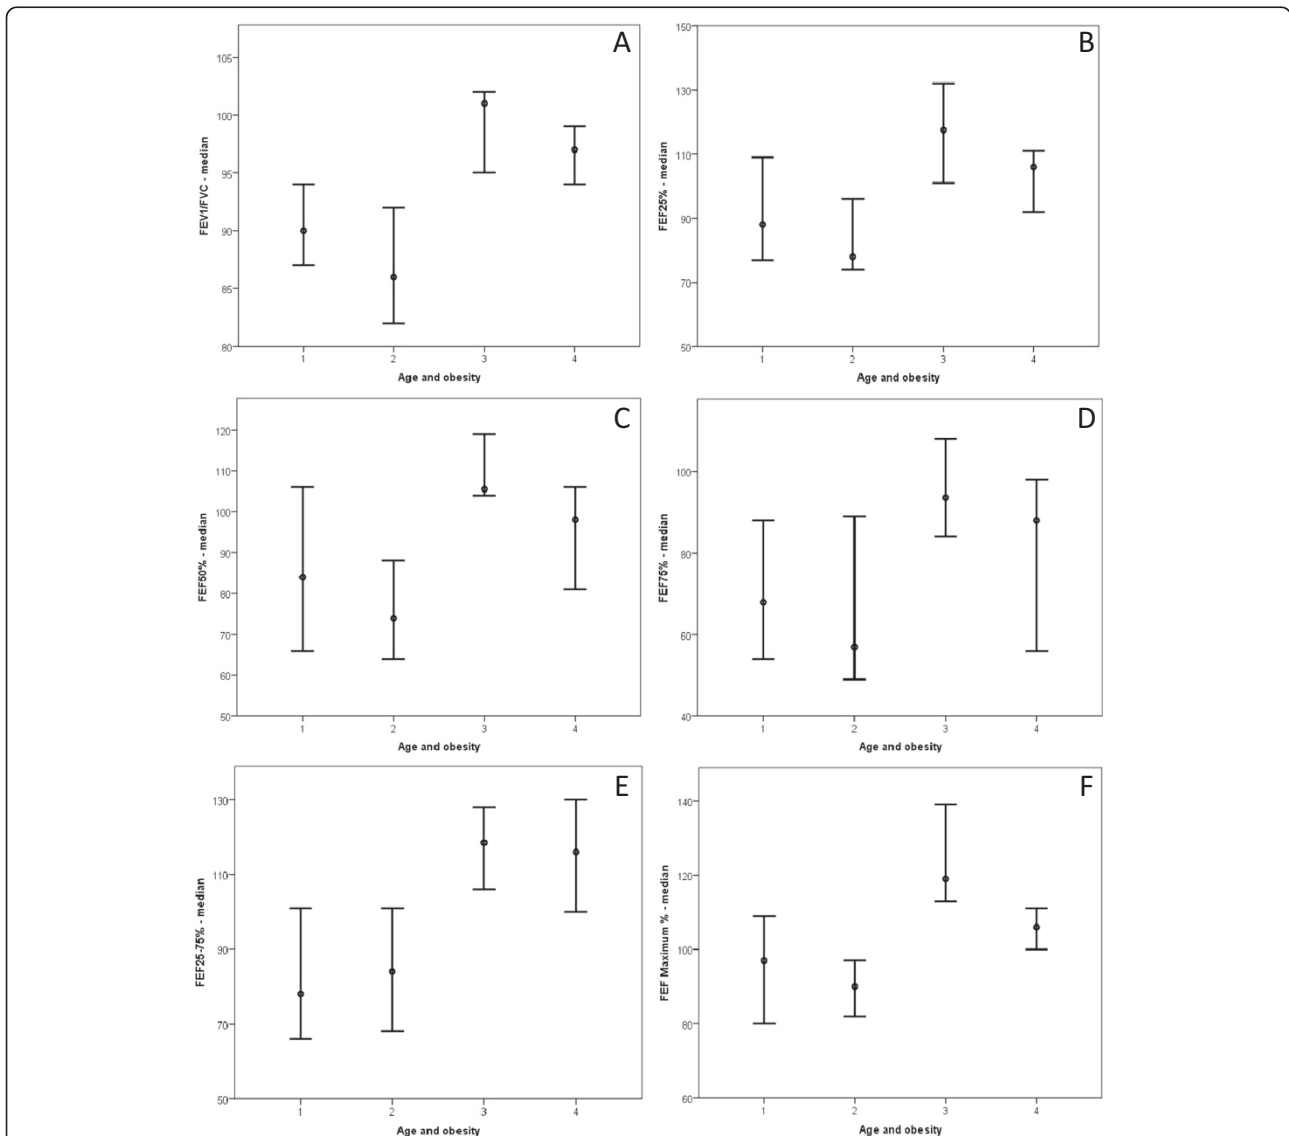 A
FEV1/FVC - median
105
100
95
90
85
80
1 2 3 4
Age and obesity
B
FEF25% - median
150
130
110
90
70
50
1 2 3 4
Age and obesity
C
FEF50% - median
120
110
100
90
80
70
60
50
1 2 3 4
Age and obesity
D
FEF75% - median
100
80
60
40
1 2 3 4
Age and obesity
E
FEF25-75% - median
130
110
90
70
50
1 2 3 4
Age and obesity
F
FEF Maximum % - median
140
120
100
80
60
1 2 3 4
Age and obesity